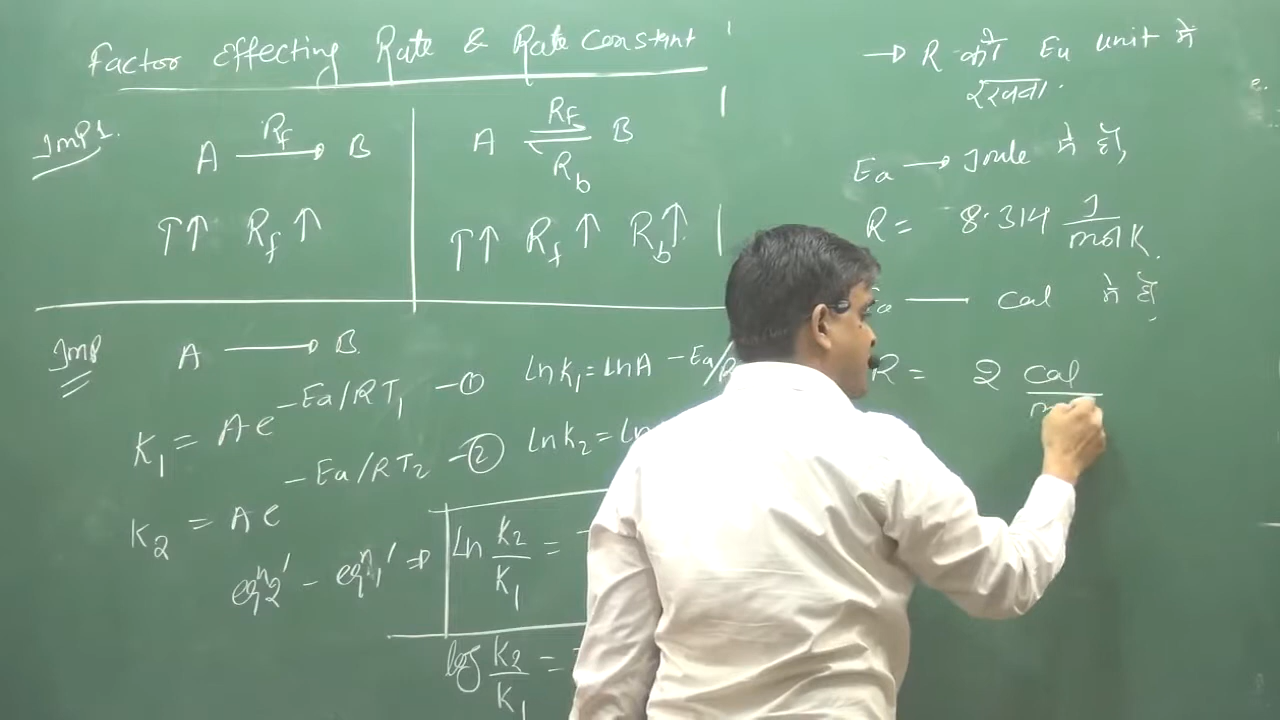 Factor Effecting Rate & Rate Constant
Imp 1.
A —Rf→ B
A ⇌ B
Rf
Rb
T↑ Rf ↑
T↑ Rf ↑ Rb ↑
Imp
A → B
K₁ = A e^-Ea/RT₁ —①
ln K₁ = ln A - Ea/R
K₂ = A e^-Ea/RT₂ —②
ln K₂ = ln
eqⁿ2' - eqⁿ1' ⇒ ln K₂/K₁ =
log K₂/K₁ =
→ R को Ea unit में
रखना.
Ea → Joule में हो,
R = 8.314 J/mol K.
Ea — cal में हो,
R = 2 Cal/